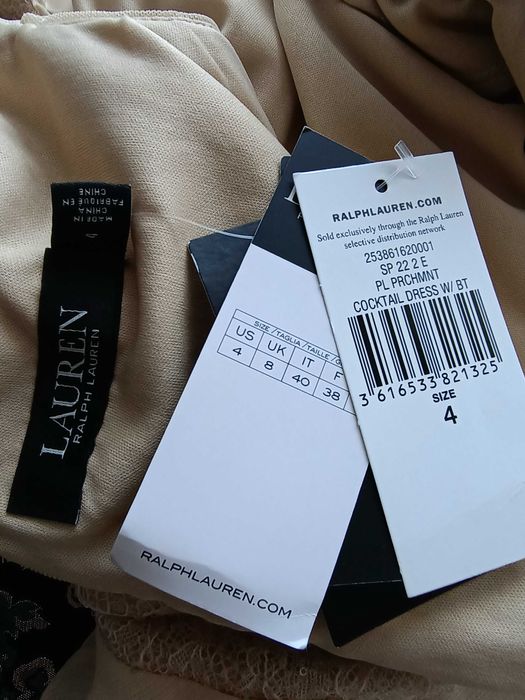 MADE IN
CHINA
FABRIQUÉ EN
CHINE
4
LAUREN
RALPH LAUREN
SIZE / TAGLIA / TAILLE /
US UK IT F
4 8 40 38
RALPHLAUREN.COM
RALPHLAUREN.COM
Sold exclusively through the Ralph Lauren
selective distribution network
253861620001
SP 22 2 E
PL PRCHMNT
COCKTAIL DRESS W/ BT
3 616533 821325
SIZE
4